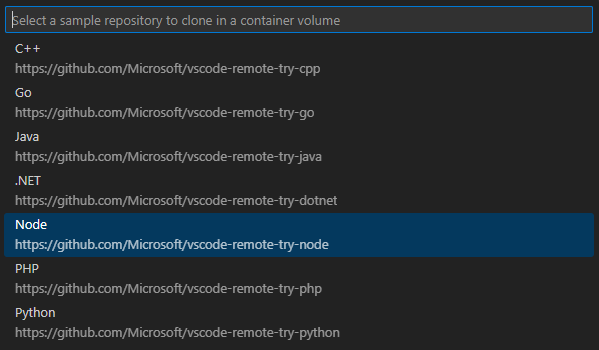 Select a sample repository to clone in a container volume
C++
https://github.com/Microsoft/vscode-remote-try-cpp
Go
https://github.com/Microsoft/vscode-remote-try-go
Java
https://github.com/Microsoft/vscode-remote-try-java
.NET
https://github.com/Microsoft/vscode-remote-try-dotnet
Node
https://github.com/Microsoft/vscode-remote-try-node
PHP
https://github.com/Microsoft/vscode-remote-try-php
Python
https://github.com/Microsoft/vscode-remote-try-python